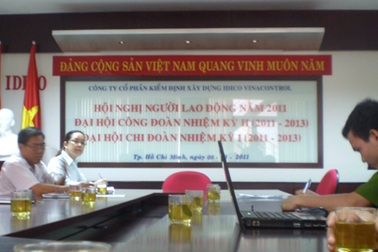 ĐẢNG CỘNG SẢN VIỆT NAM QUANG VINH MUÔN NĂM
CÔNG TY CỔ PHẦN KIỂM ĐỊNH XÂY DỰNG IDICO VINACONTROL
HỘI NGHỊ NGƯỜI LAO ĐỘNG NĂM 2011
ĐẠI HỘI CÔNG ĐOÀN NHIỆM KỲ II (2011 - 2013)
ĐẠI HỘI CHI ĐOÀN NHIỆM KỲ I (2011 - 2013)
Tp. Hồ Chí Minh, ngày
2011